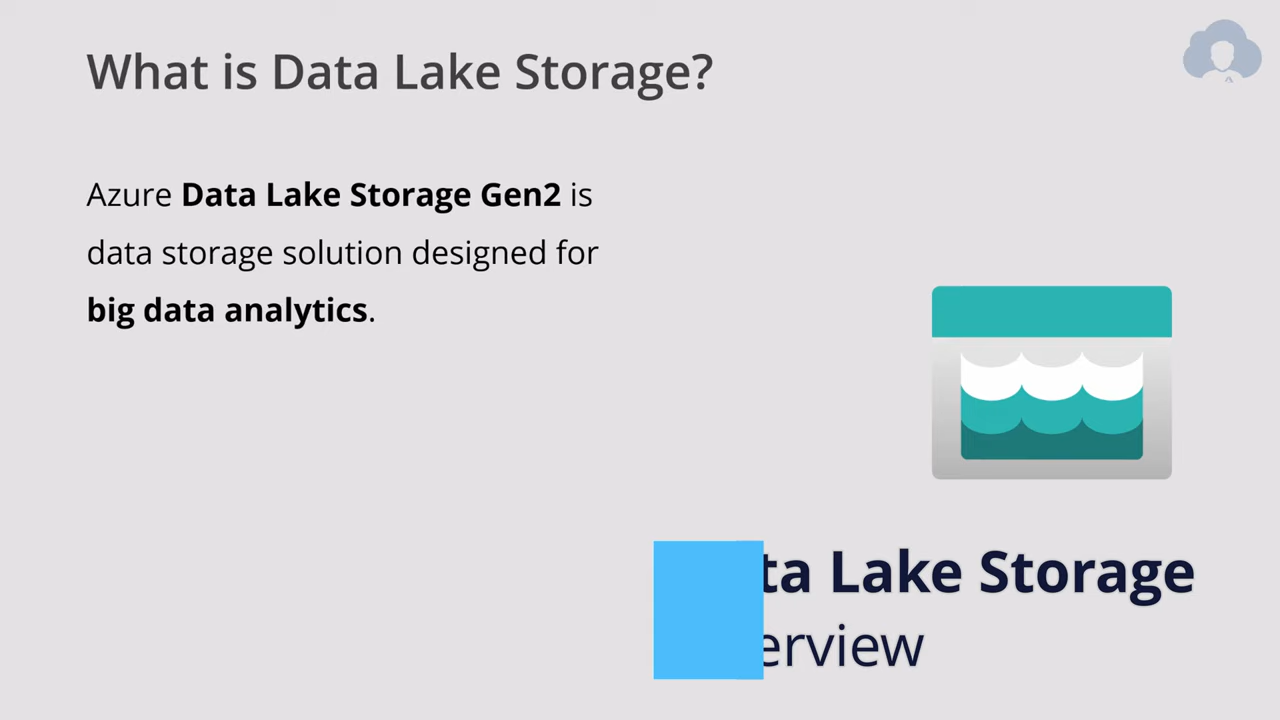 What is Data Lake Storage?
Azure Data Lake Storage Gen2 is
data storage solution designed for
big data analytics.
ta Lake Storage
erview